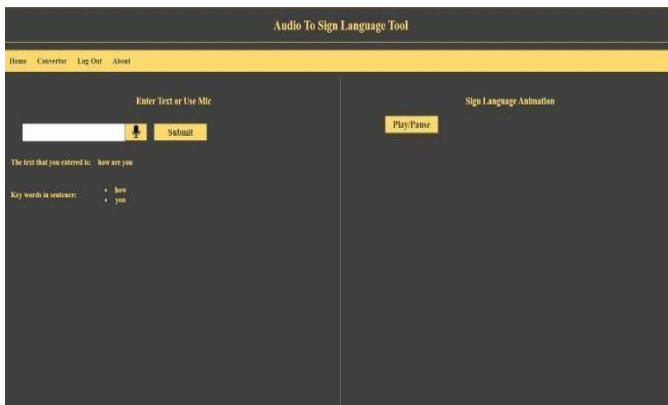 Audio To Sign Language Tool
Home Convertor Log Out About
Enter Text or Use Mic
Submit
The text that you entered is: how are you
Key words in sentence:
• how
• you
Sign Language Animation
Play/Pause